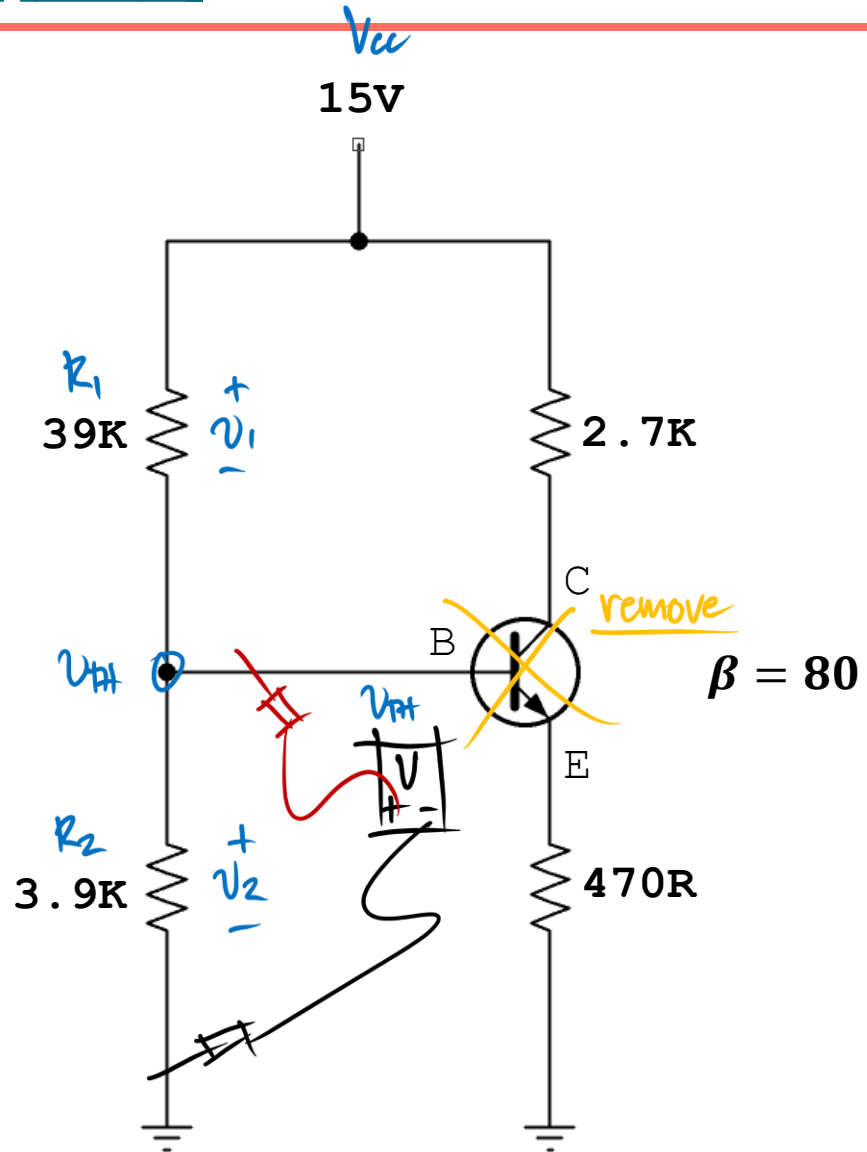 Vcc
15V
R1
39K
+
v1
−
2.7K
C
remove
B
vTH
β = 80
vTH
V
+ −
E
R2
3.9K
+
v2
−
470R